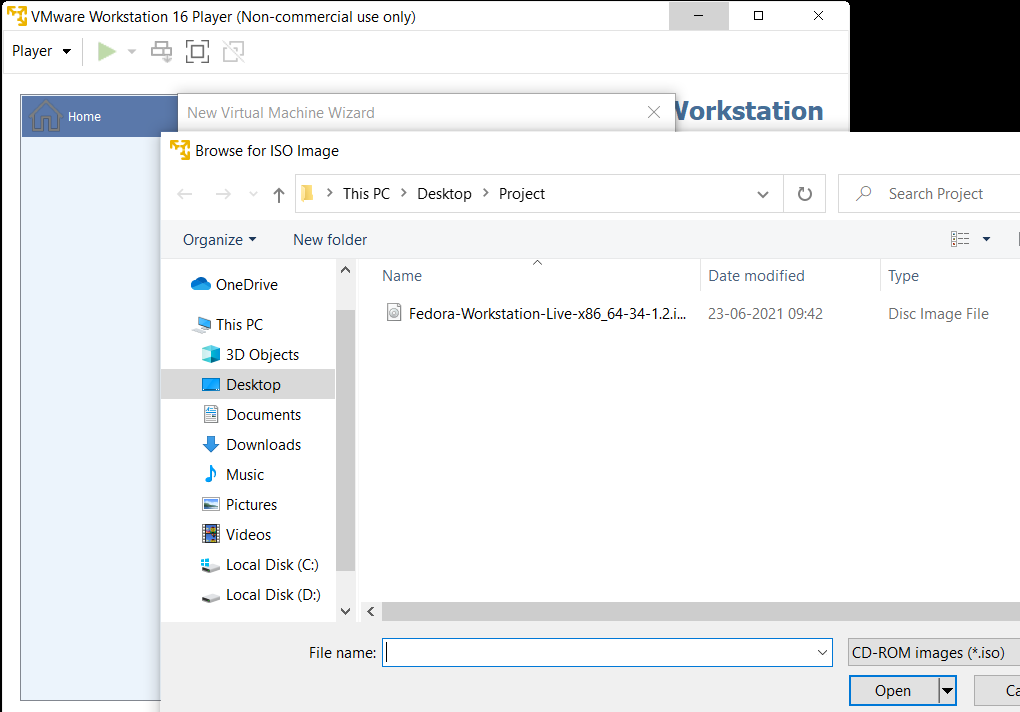 VMware Workstation 16 Player (Non-commercial use only)
Player
Home
New Virtual Machine Wizard
Workstation
Browse for ISO Image
This PC > Desktop > Project
Search Project
Organize
New folder
Name
Date modified
Type
Fedora-Workstation-Live-x86_64-34-1.2.i...
23-06-2021 09:42
Disc Image File
OneDrive
This PC
3D Objects
Desktop
Documents
Downloads
Music
Pictures
Videos
Local Disk (C:)
Local Disk (D:)
File name:
CD-ROM images (*.iso)
Open
Ca